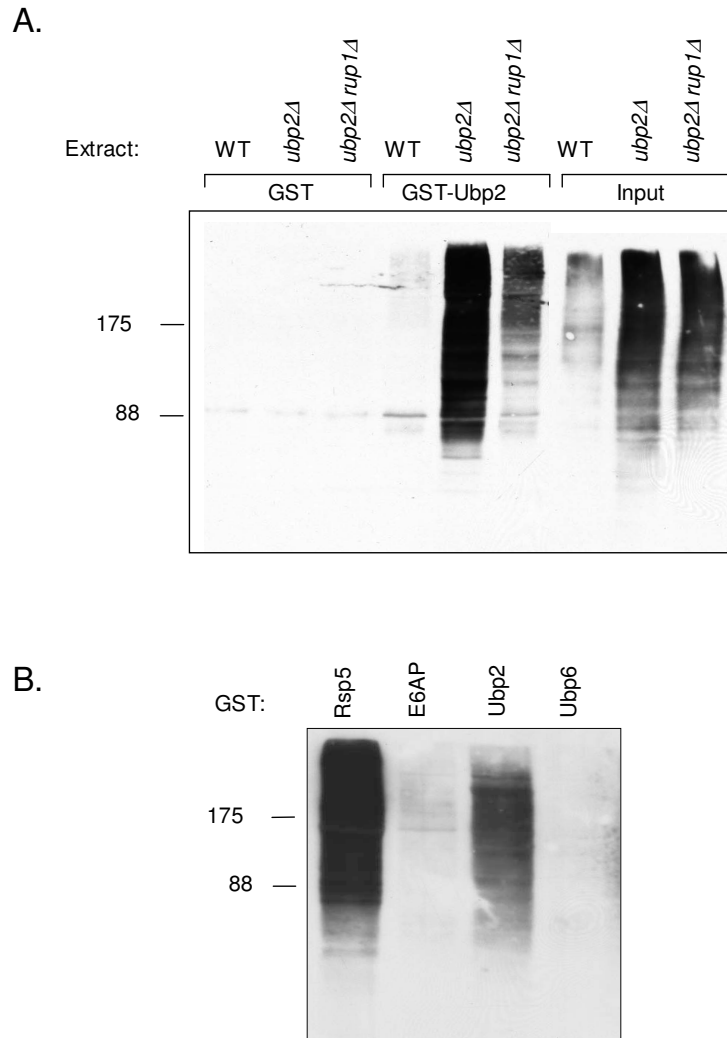 A.
Extract: WT ubp2Δ ubp2Δ rup1Δ WT ubp2Δ ubp2Δ rup1Δ WT ubp2Δ ubp2Δ rup1Δ
GST GST-Ubp2 Input
175
88
B.
GST: Rsp5 E6AP Ubp2 Ubp6
175
88